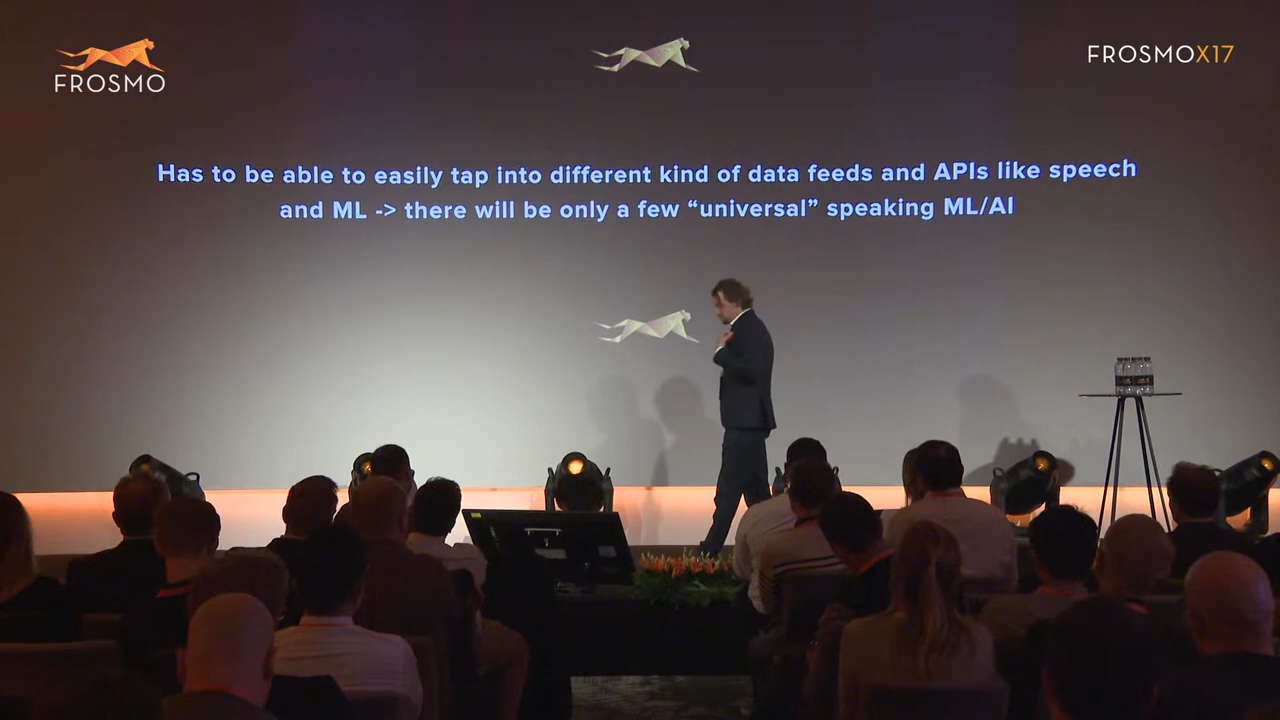 FROSMO
FROSMOX17
Has to be able to easily tap into different kind of data feeds and APIs like speech
and ML -> there will be only a few “universal” speaking ML/AI